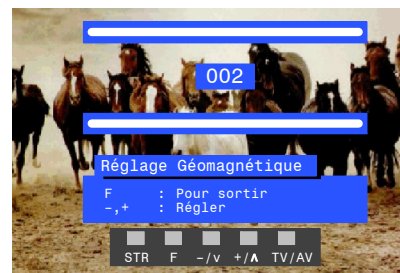 002
Réglage Géomagnétique
F : Pour sortir
–,+ : Régler
STR F –/v +/ʌ TV/AV